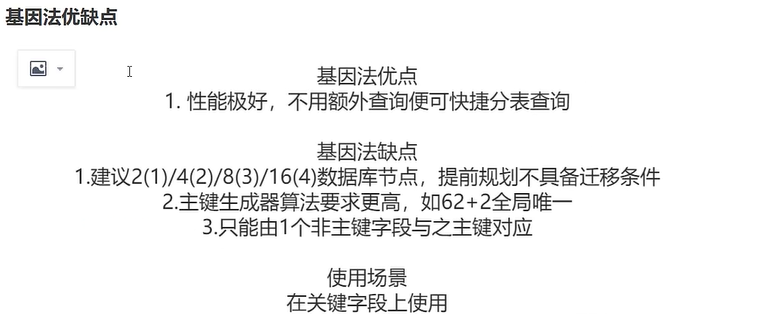 基因法优缺点
基因法优点
1. 性能极好，不用额外查询便可快捷分表查询
基因法缺点
1.建议2(1)/4(2)/8(3)/16(4)数据库节点，提前规划不具备迁移条件
2.主键生成器算法要求更高，如62+2全局唯一
3.只能由1个非主键字段与之主键对应
使用场景
在关键字段上使用